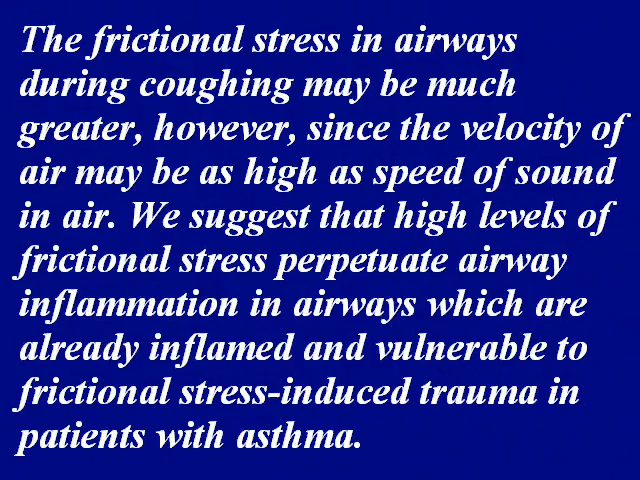 The frictional stress in airways
during coughing may be much
greater, however, since the velocity of
air may be as high as speed of sound
in air. We suggest that high levels of
frictional stress perpetuate airway
inflammation in airways which are
already inflamed and vulnerable to
frictional stress-induced trauma in
patients with asthma.